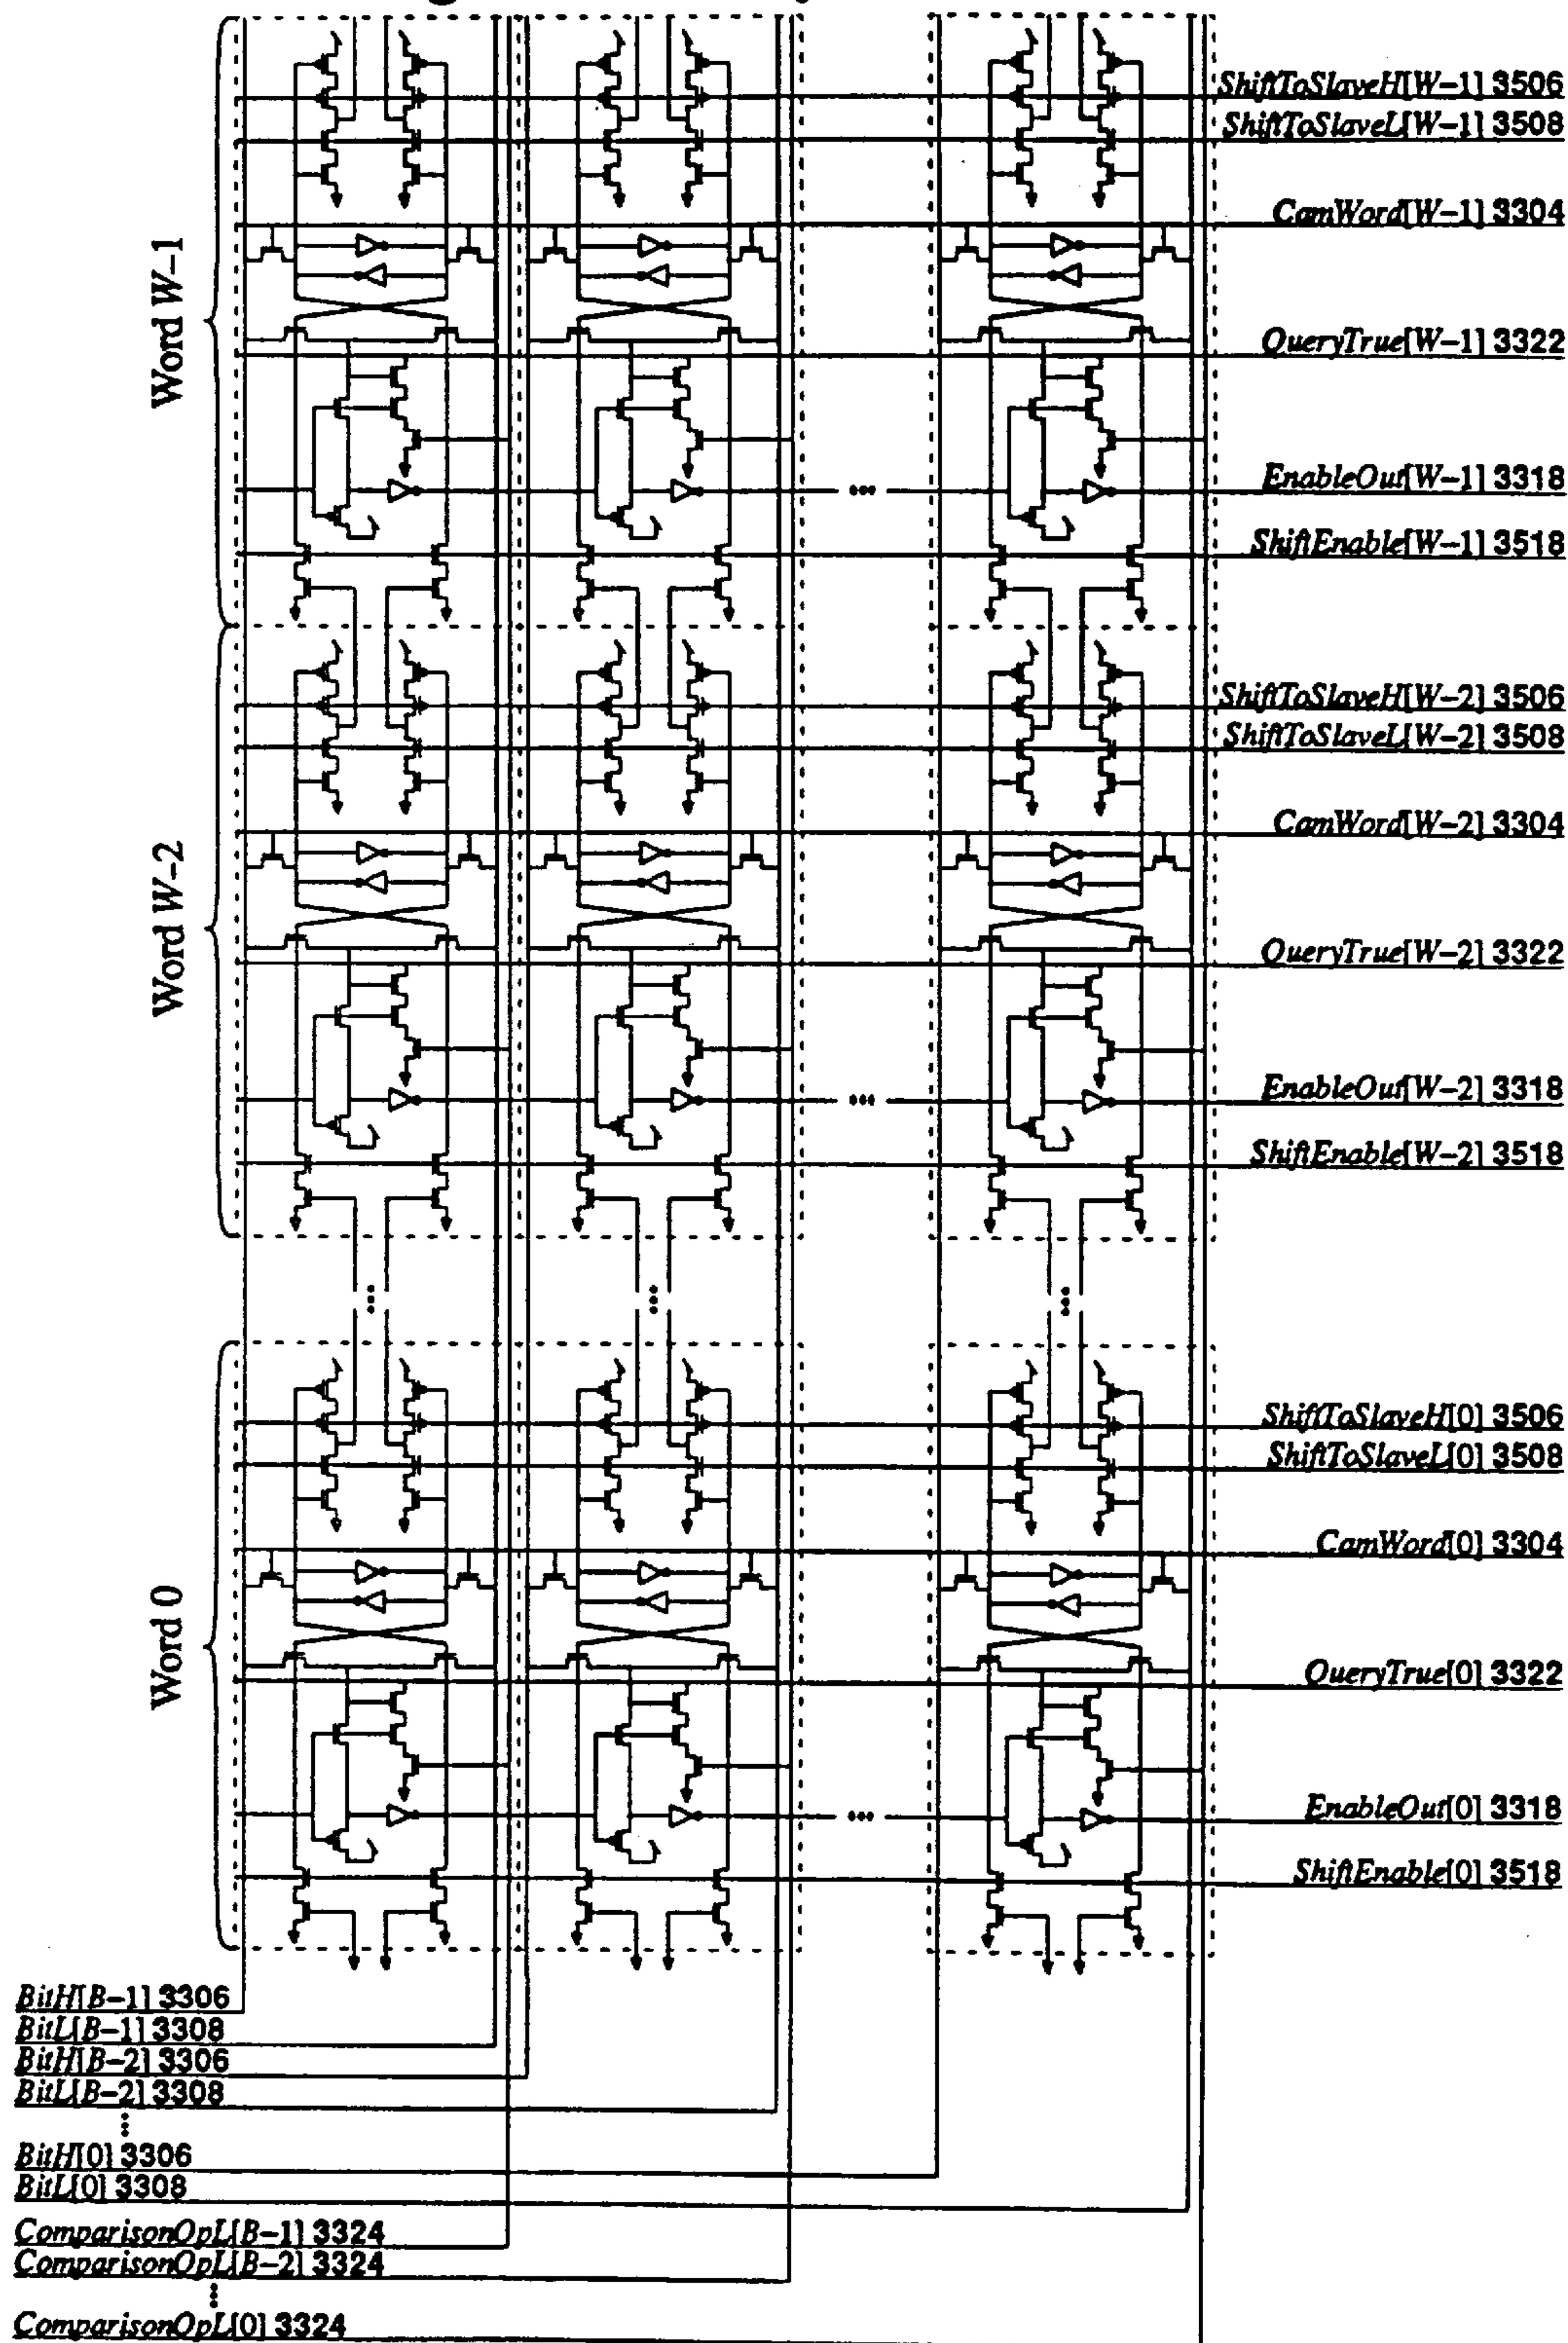 ShiftToSlaveH[W-1] 3506
ShiftToSlaveL[W-1] 3508
CamWord[W-1] 3304
Word W-1
QueryTrue[W-1] 3322
EnableOut[W-1] 3318
ShiftEnable[W-1] 3518
ShiftToSlaveH[W-2] 3506
ShiftToSlaveL[W-2] 3508
CamWord[W-2] 3304
Word W-2
QueryTrue[W-2] 3322
EnableOut[W-2] 3318
ShiftEnable[W-2] 3518
ShiftToSlaveH[0] 3506
ShiftToSlaveL[0] 3508
CamWord[0] 3304
Word 0
QueryTrue[0] 3322
EnableOut[0] 3318
ShiftEnable[0] 3518
BitH[B-1] 3306
BitL[B-1] 3308
BitH[B-2] 3306
BitL[B-2] 3308
BitH[0] 3306
BitL[0] 3308
ComparisonOpL[B-1] 3324
ComparisonOpL[B-2] 3324
ComparisonOpL[0] 3324